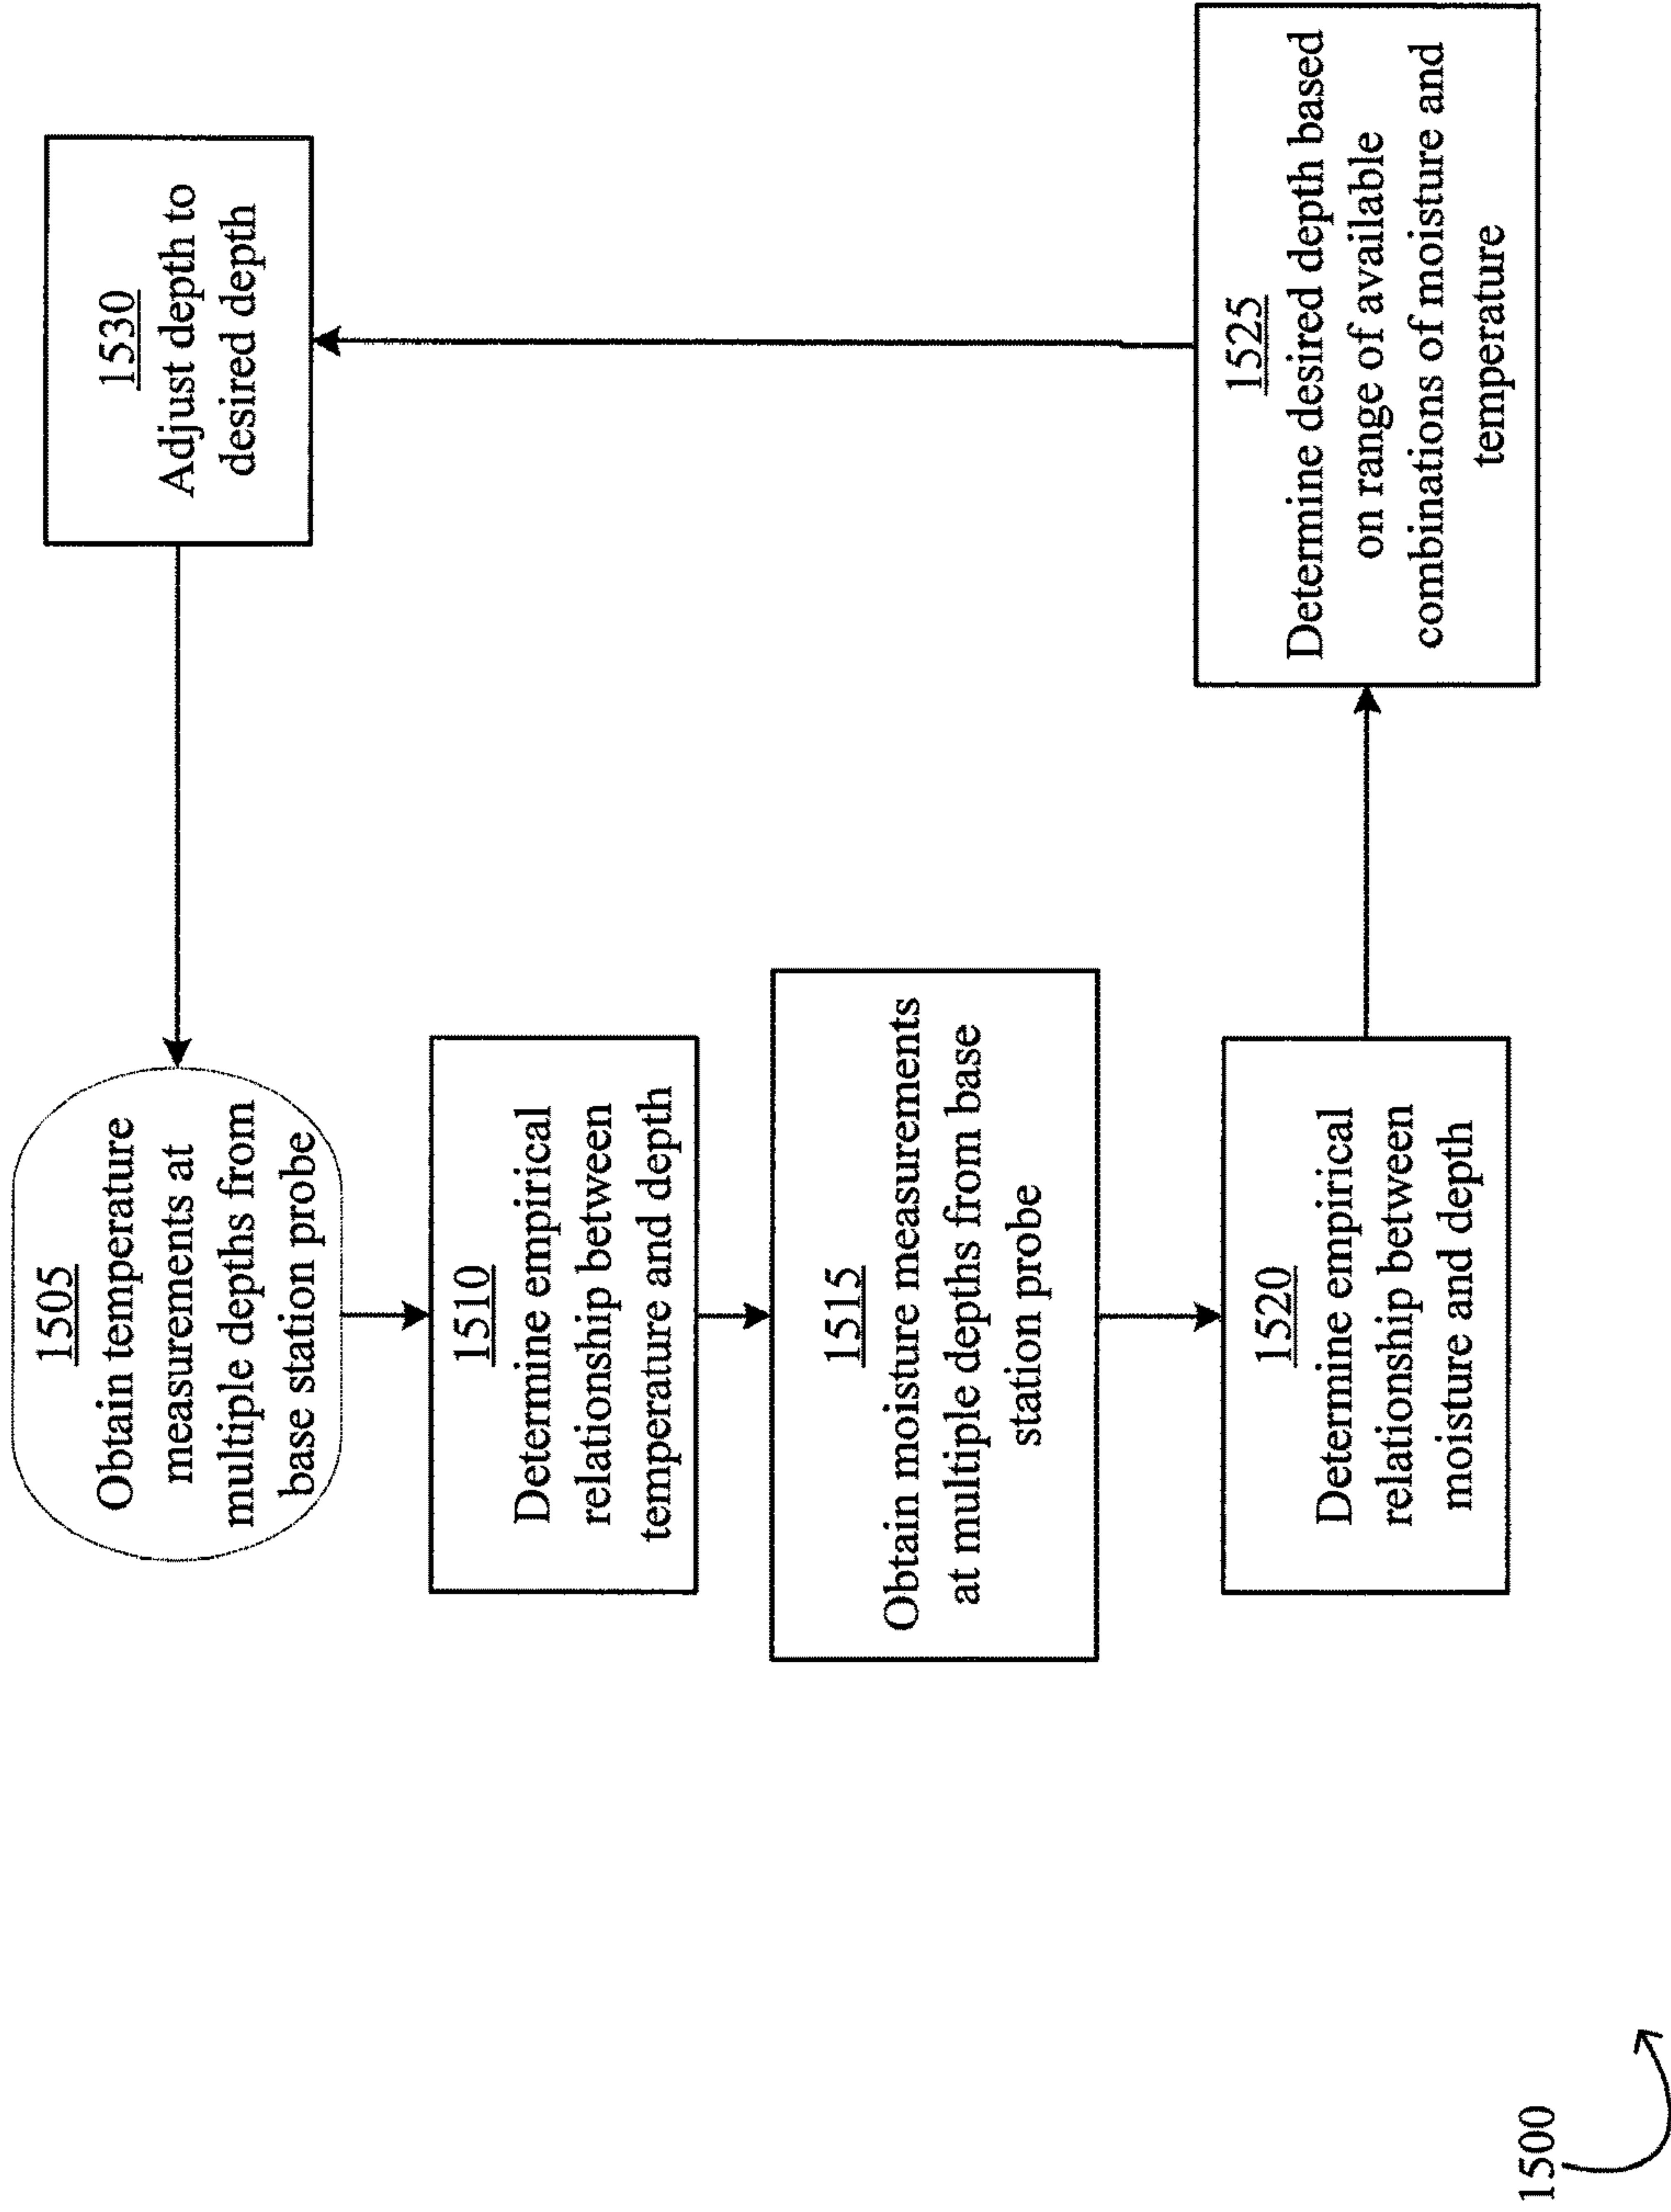 1505
Obtain temperature
measurements at
multiple depths from
base station probe
1510
Determine empirical
relationship between
temperature and depth
1515
Obtain moisture measurements
at multiple depths from base
station probe
1520
Determine empirical
relationship between
moisture and depth
1525
Determine desired depth based
on range of available
combinations of moisture and
temperature
1530
Adjust depth to
desired depth
1500